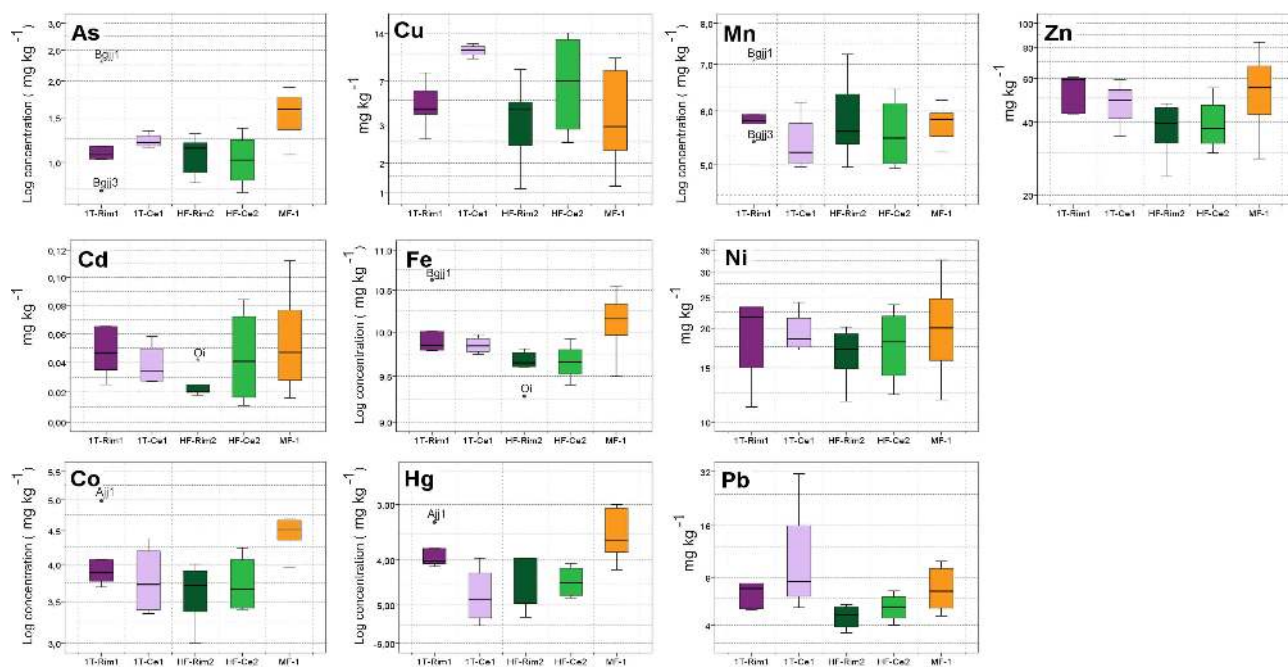 As
Log concentration ( mg kg⁻¹)
3,0
2,5
2,0
1,5
1,0
Bgjj1
Bgjj3
1T-Rim1 1T-Ce1 HF-Rim2 HF-Ce2 MF-1
Cu
mg kg⁻¹
14
7
3
2
1
1T-Rim1 1T-Ce1 HF-Rim2 HF-Ce2 MF-1
Mn
Log concentration ( mg kg⁻¹)
8,0
7,0
6,0
5,0
Bgjj1
Bgjj3
1T-Rim1 1T-Ce1 HF-Rim2 HF-Ce2 MF-1
Zn
mg kg⁻¹
100
80
60
40
20
1T-Rim1 1T-Ce1 HF-Rim2 HF-Ce2 MF-1
Cd
mg kg⁻¹
0,12
0,10
0,08
0,06
0,04
0,02
0,00
Oi
1T-Rim1 1T-Ce1 HF-Rim2 HF-Ce2 MF-1
Fe
Log concentration ( mg kg⁻¹)
11,0
10,5
10,0
9,5
9,0
Bgjj1
Oi
1T-Rim1 1T-Ce1 HF-Rim2 HF-Ce2 MF-1
Ni
mg kg⁻¹
35
30
25
20
15
10
1T-Rim1 1T-Ce1 HF-Rim2 HF-Ce2 MF-1
Co
Log concentration ( mg kg⁻¹)
5,5
5,0
4,5
4,0
3,5
3,0
Ajj1
1T-Rim1 1T-Ce1 HF-Rim2 HF-Ce2 MF-1
Hg
Log concentration ( mg kg⁻¹)
-3,00
-4,00
-5,00
-6,00
Ajj1
1T-Rim1 1T-Ce1 HF-Rim2 HF-Ce2 MF-1
Pb
mg kg⁻¹
32
16
8
4
1T-Rim1 1T-Ce1 HF-Rim2 HF-Ce2 MF-1